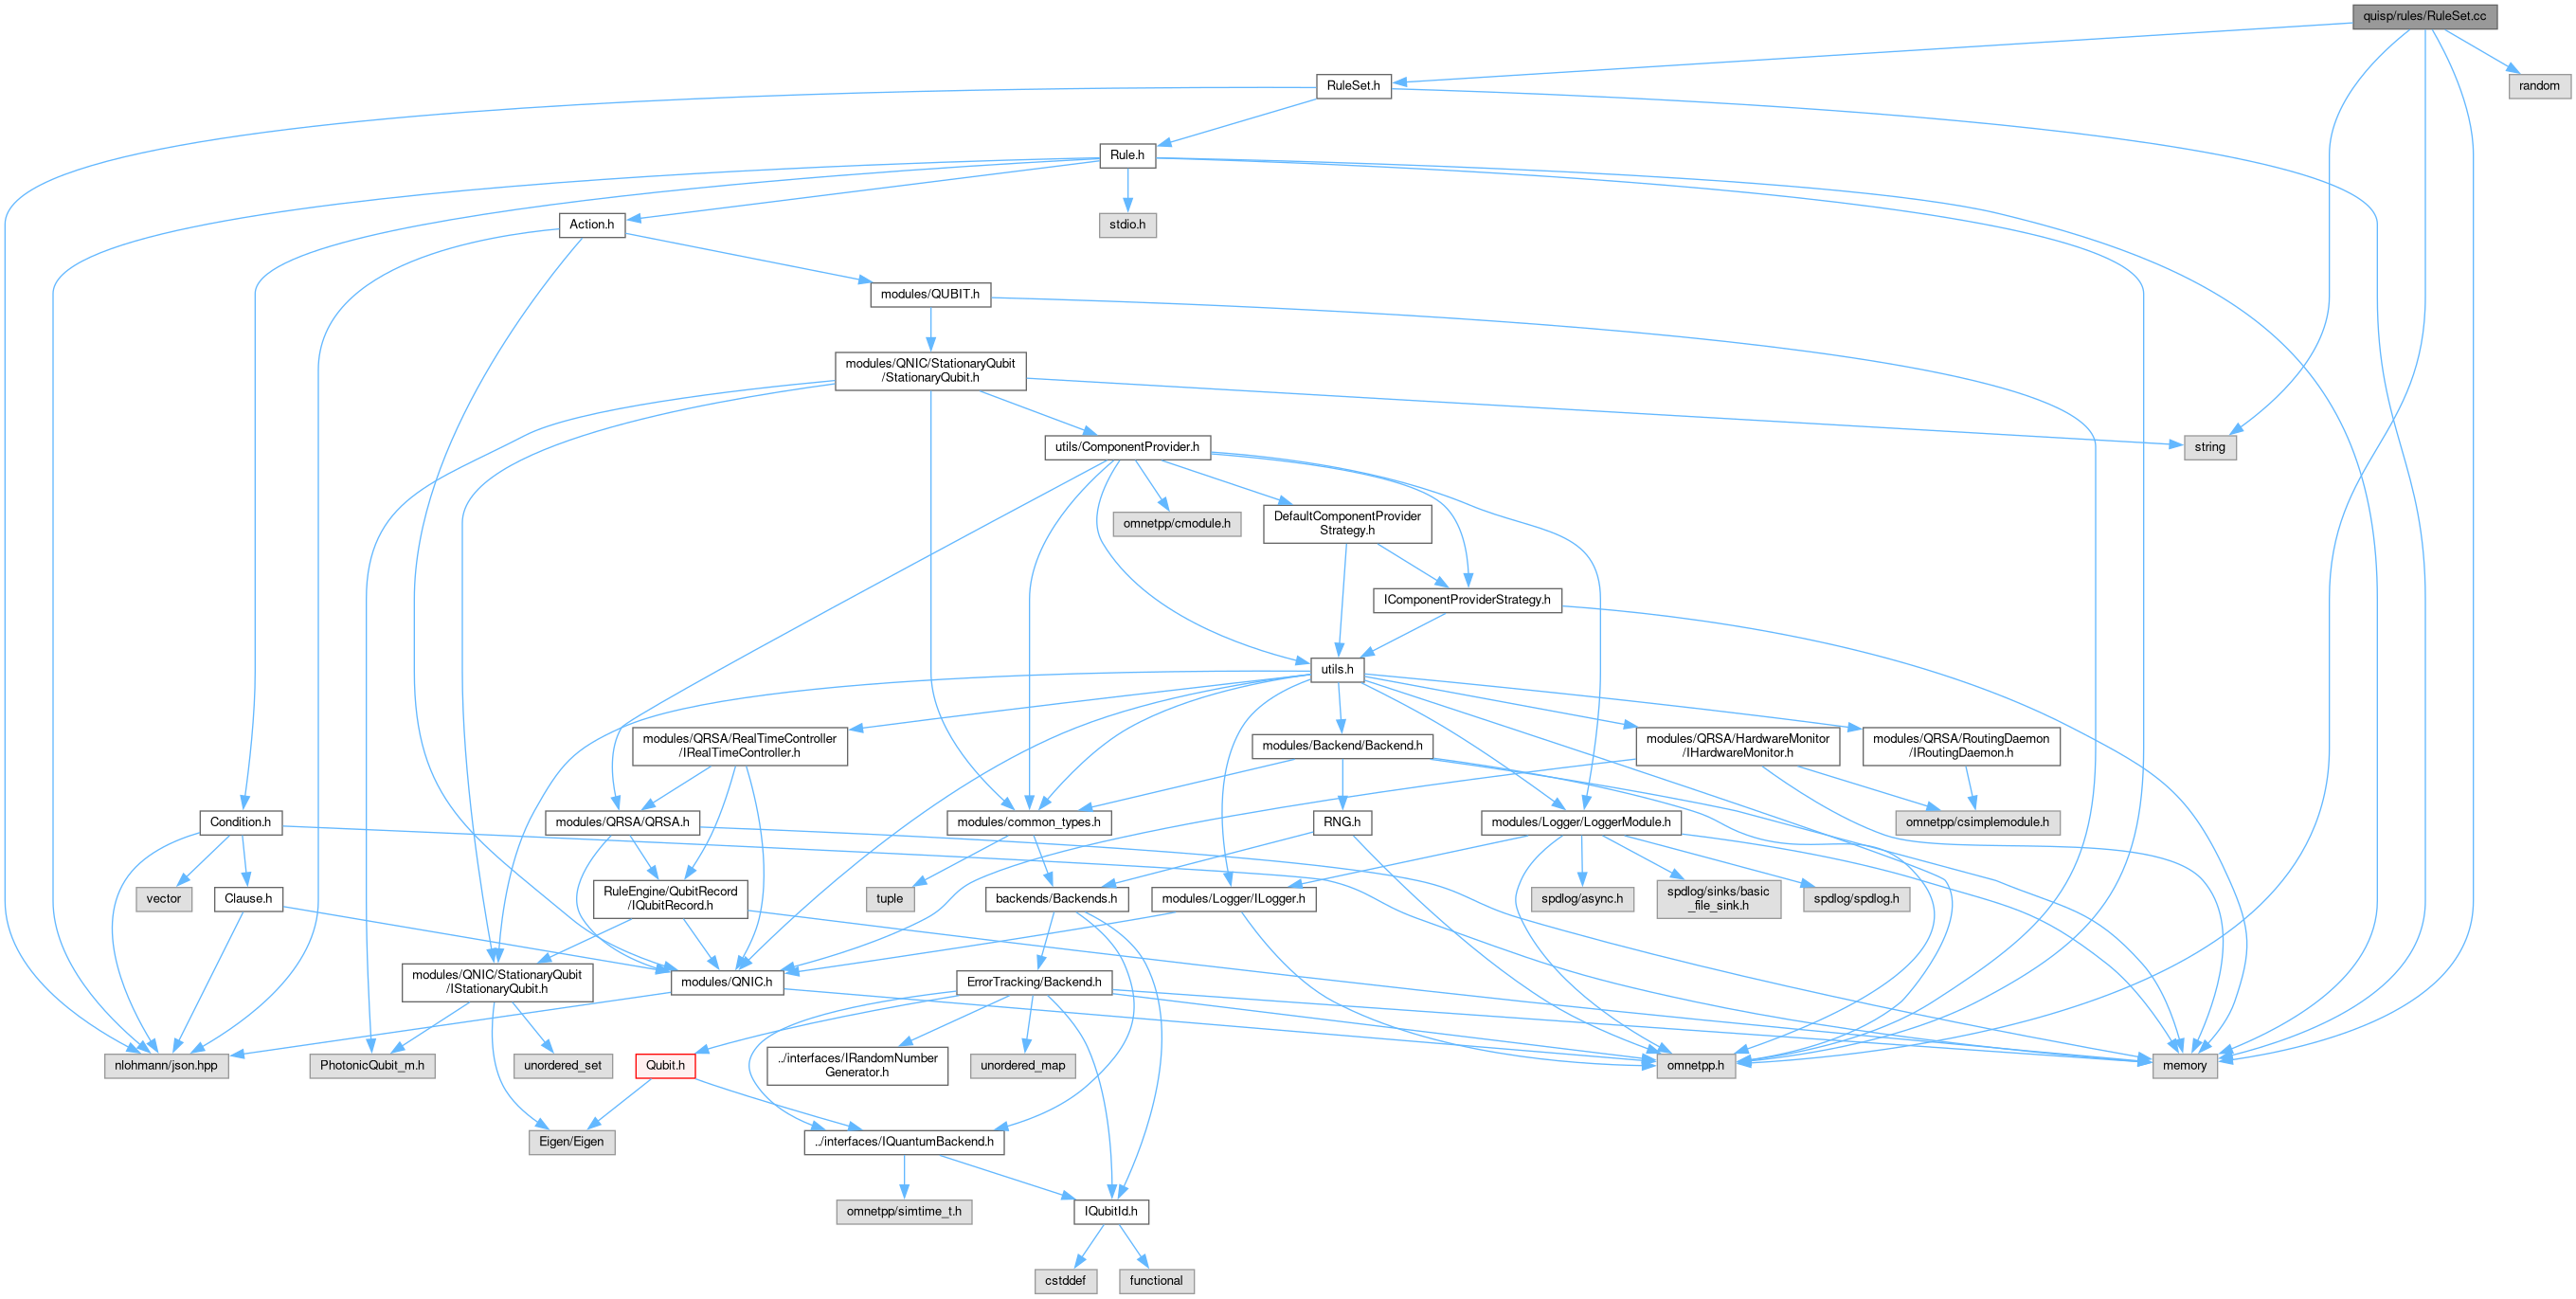 quisp/rules/RuleSet.cc
RuleSet.h
random
Rule.h
Action.h
stdio.h
modules/QUBIT.h
modules/QNIC/StationaryQubit
/StationaryQubit.h
utils/ComponentProvider.h
string
omnetpp/cmodule.h
DefaultComponentProvider
Strategy.h
IComponentProviderStrategy.h
utils.h
modules/QRSA/RealTimeController
/IRealTimeController.h
modules/Backend/Backend.h
modules/QRSA/HardwareMonitor
/IHardwareMonitor.h
modules/QRSA/RoutingDaemon
/IRoutingDaemon.h
Condition.h
modules/QRSA/QRSA.h
modules/common_types.h
RNG.h
modules/Logger/LoggerModule.h
omnetpp/csimplemodule.h
vector
Clause.h
RuleEngine/QubitRecord
/IQubitRecord.h
tuple
backends/Backends.h
modules/Logger/ILogger.h
spdlog/async.h
spdlog/sinks/basic
_file_sink.h
spdlog/spdlog.h
modules/QNIC/StationaryQubit
/IStationaryQubit.h
modules/QNIC.h
ErrorTracking/Backend.h
nlohmann/json.hpp
PhotonicQubit_m.h
unordered_set
Qubit.h
../interfaces/IRandomNumber
Generator.h
unordered_map
omnetpp.h
memory
Eigen/Eigen
../interfaces/IQuantumBackend.h
omnetpp/simtime_t.h
IQubitId.h
cstddef
functional